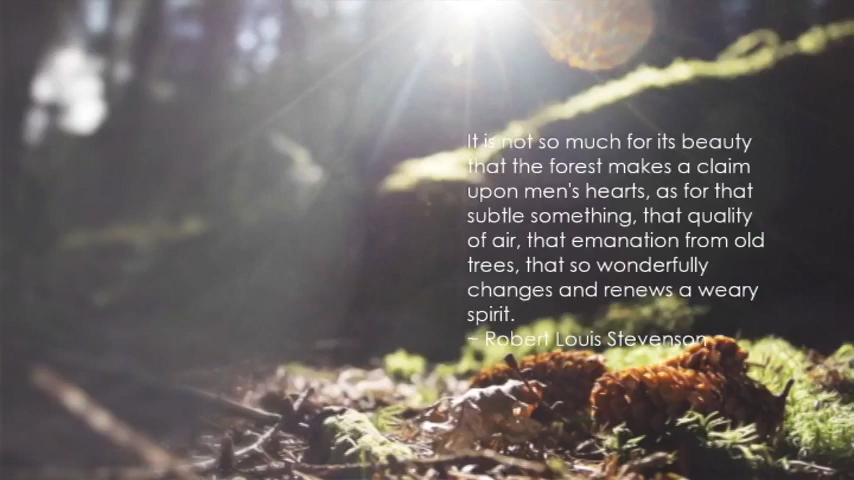 It is not so much for its beauty
that the forest makes a claim
upon men's hearts, as for that
subtle something, that quality
of air, that emanation from old
trees, that so wonderfully
changes and renews a weary
spirit.
~ Robert Louis Stevenson